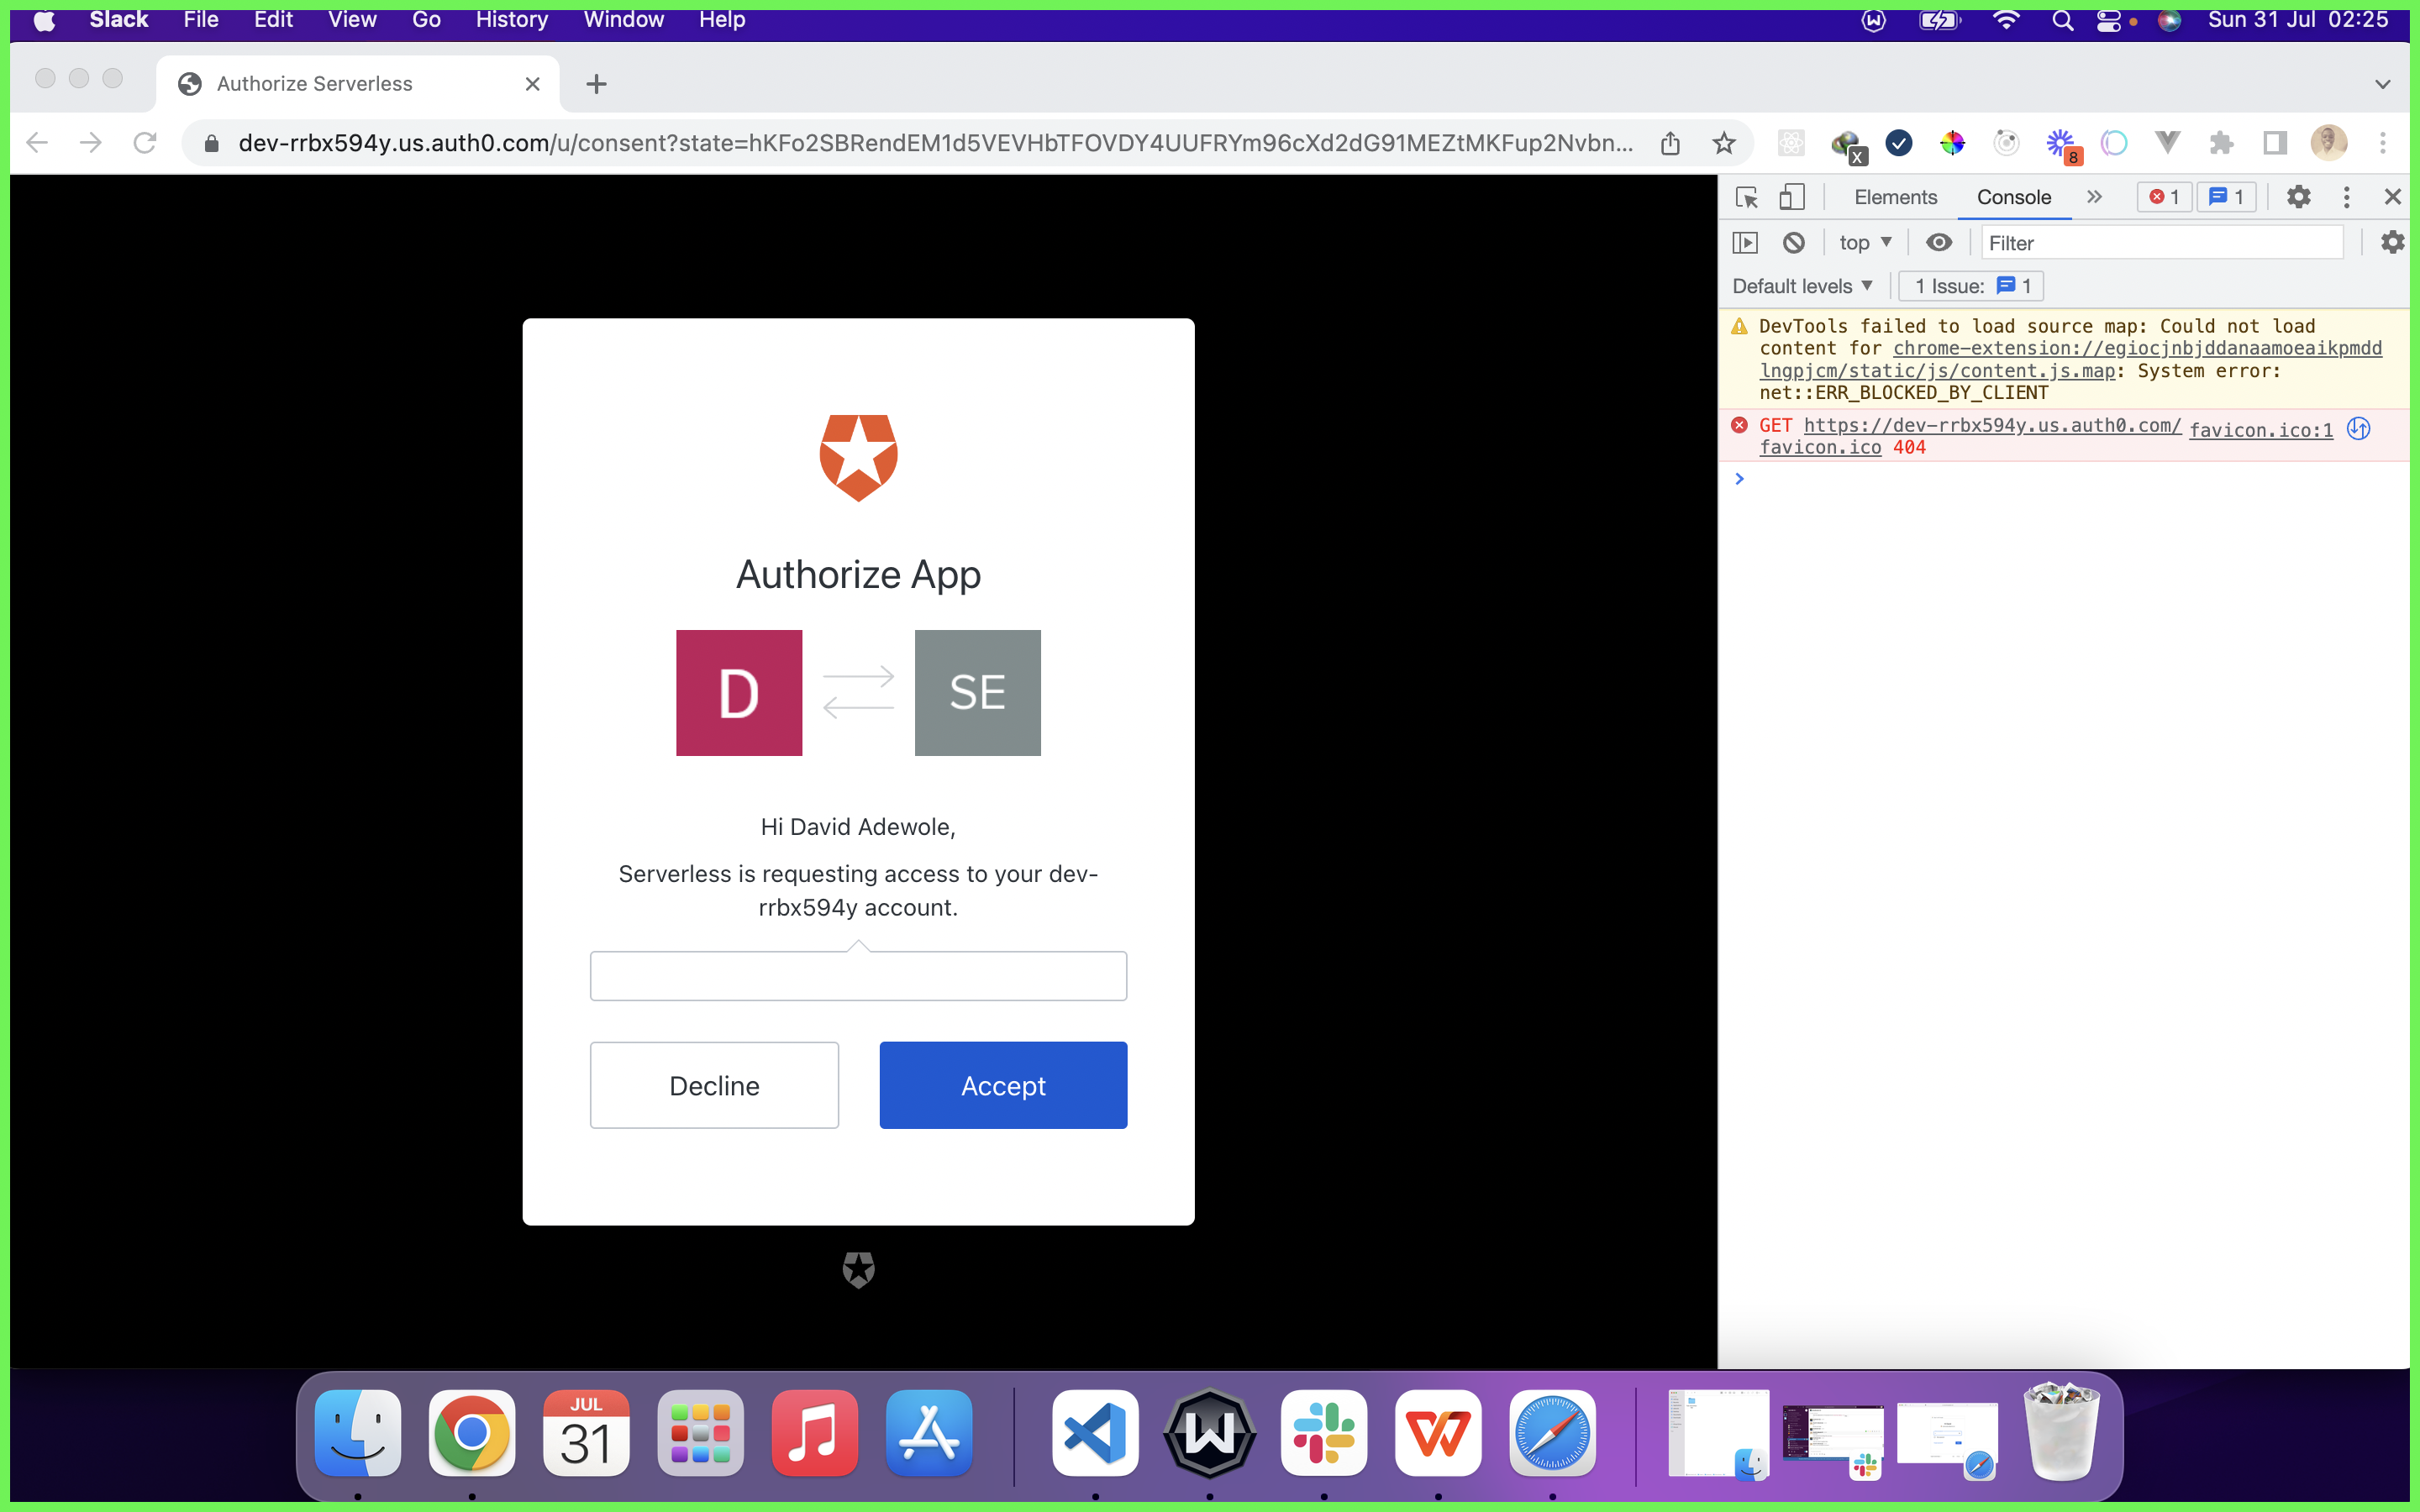 Slack File Edit View Go History Window Help
Sun 31 Jul 02:25
Authorize Serverless
dev-rrbx594y.us.auth0.com/u/consent?state=hKFo2SBRendEM1d5VEVHbTFOVDY4UUFRYm96cXd2dG91MEZtMKFup2Nvbn...
X
8
Elements Console 1 1
top Filter
Default levels 1 Issue: 1
DevTools failed to load source map: Could not load
content for chrome-extension://egiocjnbjddanaamoeaikpmdd
lngpjcm/static/js/content.js.map: System error:
net::ERR_BLOCKED_BY_CLIENT
GET https://dev-rrbx594y.us.auth0.com/ favicon.ico:1
favicon.ico 404
Authorize App
D
SE
Hi David Adewole,
Serverless is requesting access to your dev-
rrbx594y account.
Decline
Accept
JUL
31